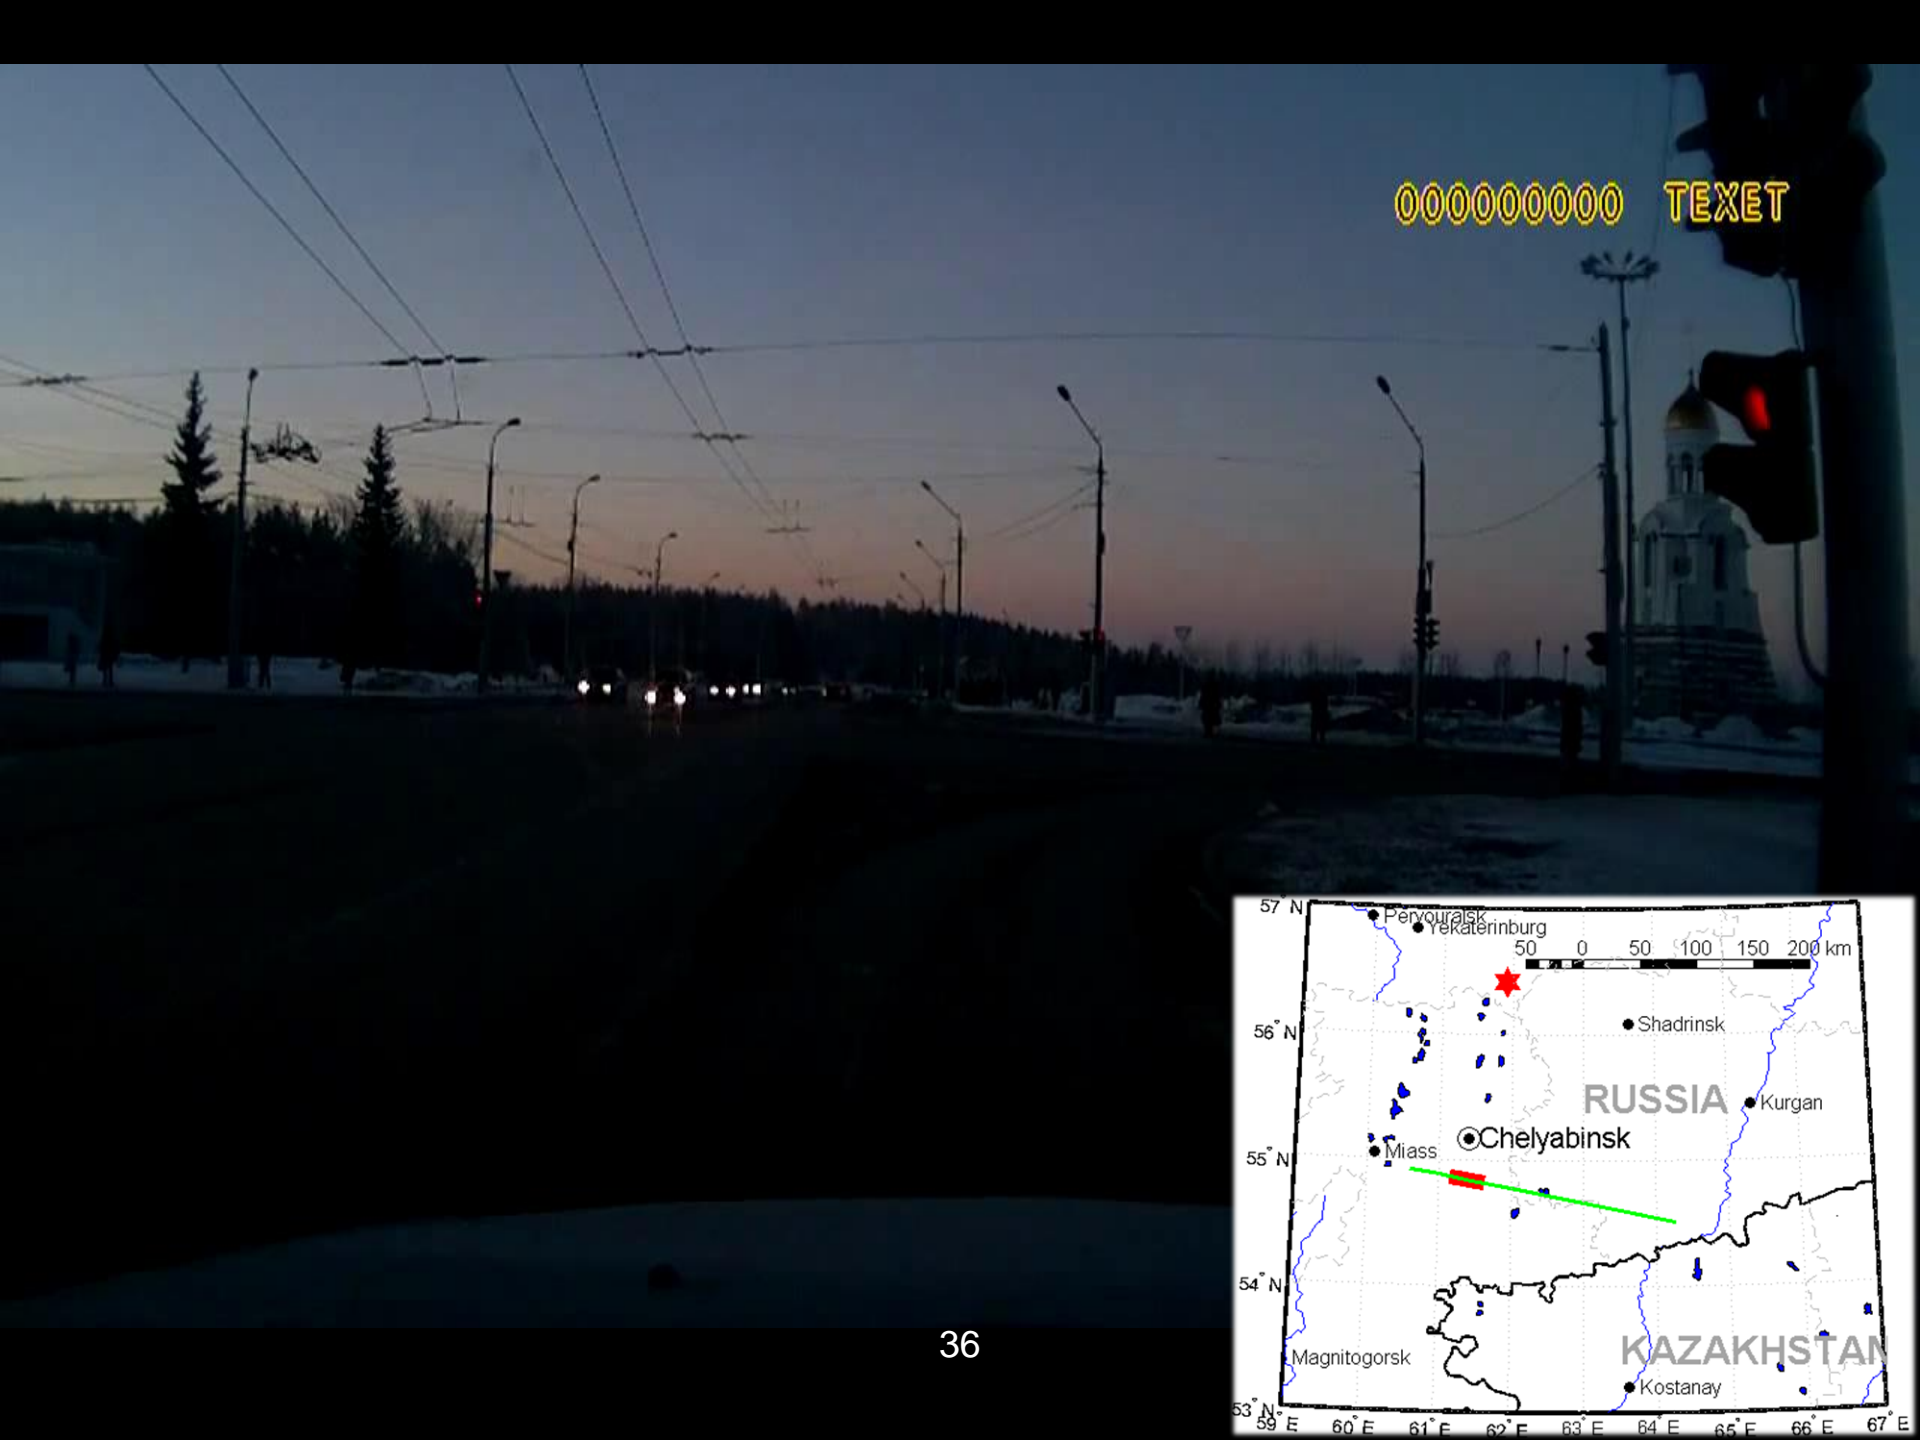 000000000 TEXET
57° N
Pervouralsk
Yekaterinburg
50 0 50 100 150 200 km
56° N
Shadrinsk
RUSSIA
Kurgan
Chelyabinsk
55° N
Miass
54° N
KAZAKHSTAN
Magnitogorsk
Kostanay
53° N
59° E 60° E 61° E 62° E 63° E 64° E 65° E 66° E 67° E
36